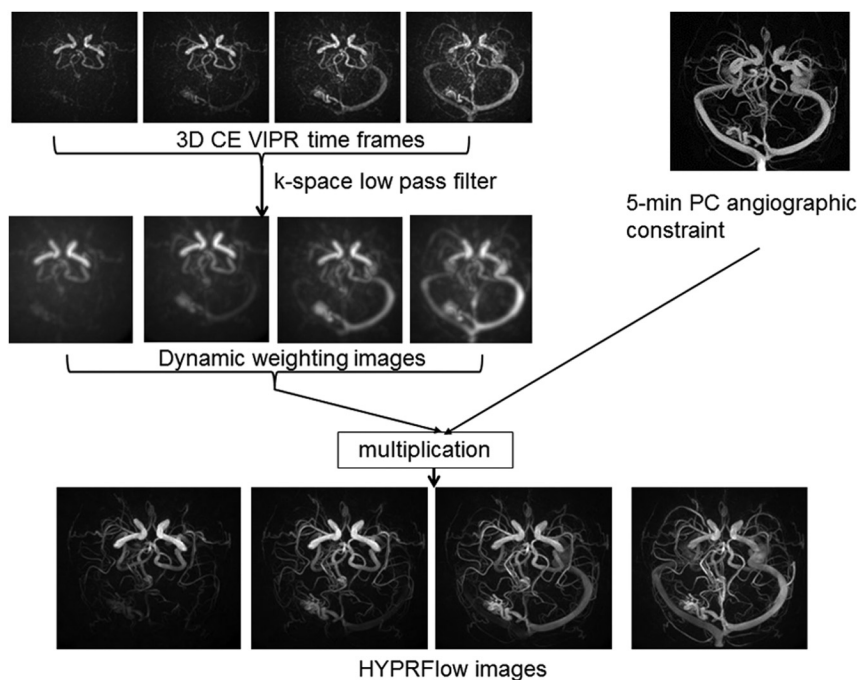 3D CE VIPR time frames
k-space low pass filter
5-min PC angiographic
constraint
Dynamic weighting images
multiplication
HYPRFlow images